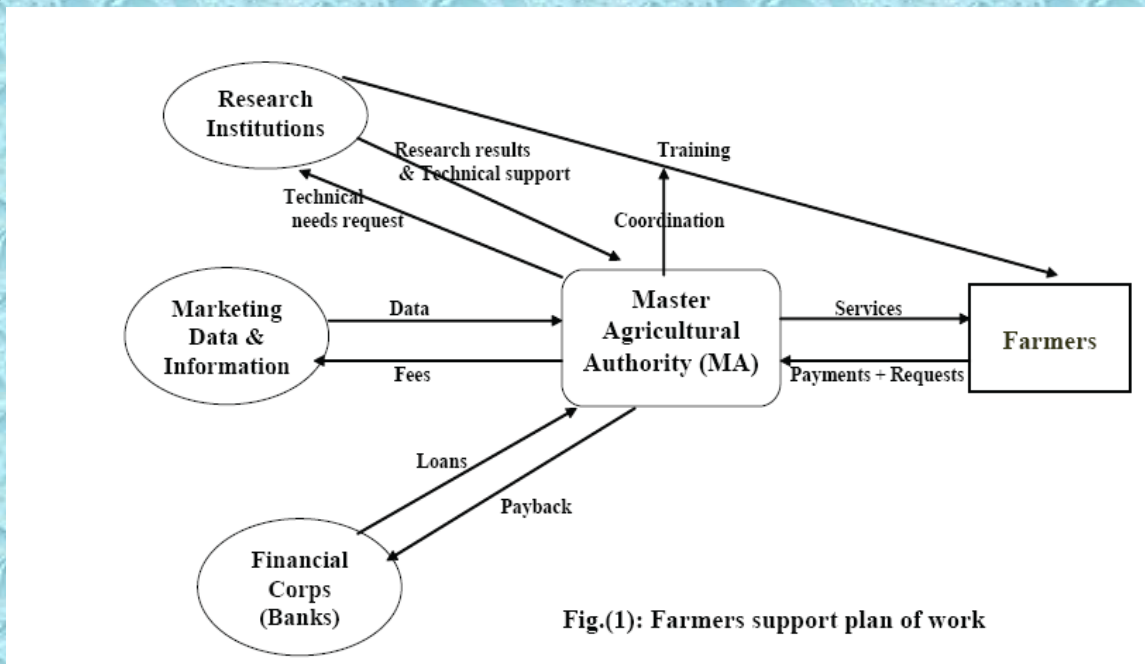 Research
Institutions
Research results
& Technical support
Training
Technical
needs request
Coordination
Marketing
Data &
Information
Data
Fees
Master
Agricultural
Authority (MA)
Services
Payments + Requests
Farmers
Loans
Payback
Financial
Corps
(Banks)
Fig.(1): Farmers support plan of work